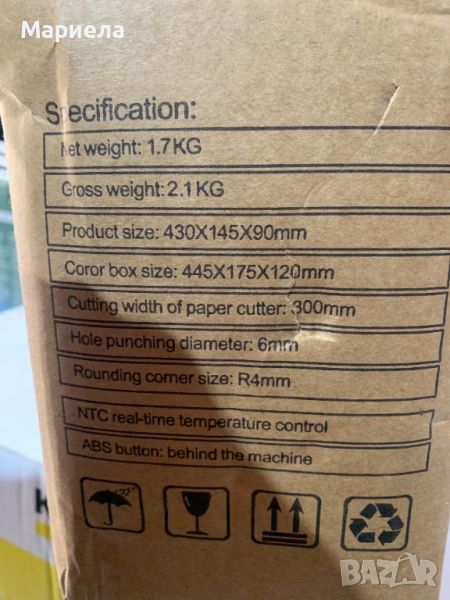 Мариела
Specification:
Net weight: 1.7KG
Gross weight: 2.1KG
Product size: 430X145X90mm
Coror box size: 445X175X120mm
Cutting width of paper cutter: 300mm
Hole punching diameter: 6mm
Rounding corner size: R4mm
NTC real-time temperature control
ABS button: behind the machine
K
BAZAR